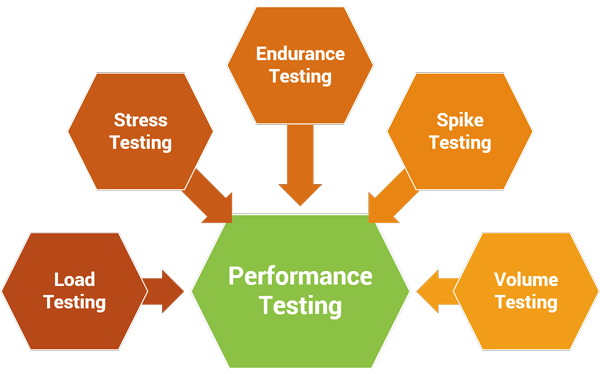 Endurance
Testing
Stress
Testing
Spike
Testing
Load
Testing
Performance
Testing
Volume
Testing